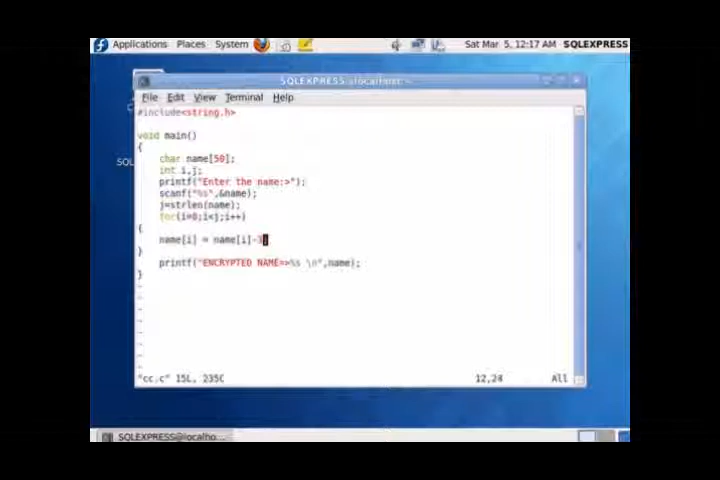 Applications Places System Sat Mar 5, 12:17 AM SQLEXPRESS
SQLEXPRESS@localhost:~
File Edit View Terminal Help
#include<string.h>
void main()
{
char name[50];
int i,j;
printf("Enter the name:>");
scanf("%s",&name);
j=strlen(name);
for(i=0;i<j;i++)
{
name[i] = name[i]-3;
}
printf("ENCRYPTED NAME=>%s \n",name);
}
~
~
~
~
~
~
~
~
"cc.c" 15L, 235C 12,24 All
SQLEXPRESS@localho...